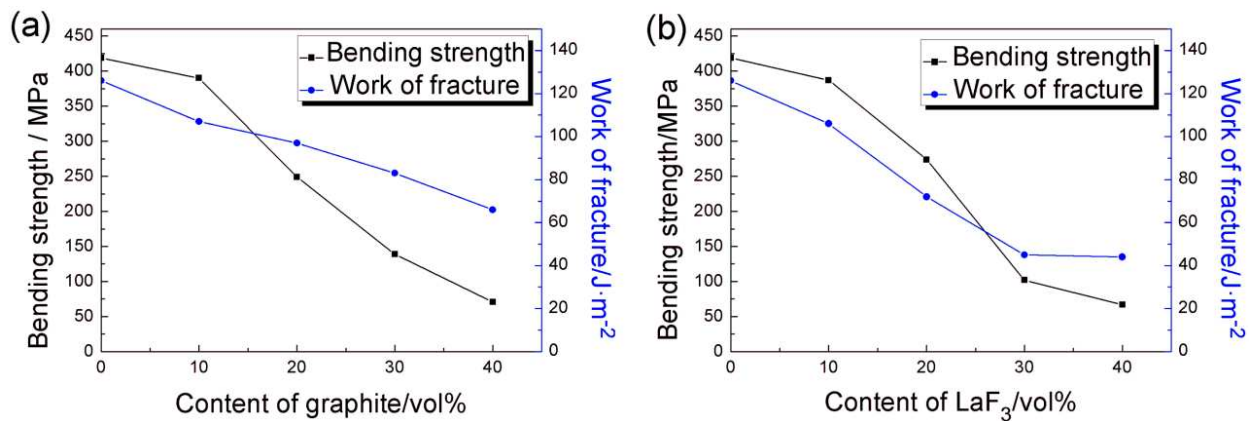 (a)
Bending strength
Work of fracture
Bending strength / MPa
450
400
350
300
250
200
150
100
50
0
140
120
100
80
60
40
20
0
Work of fracture/J·m⁻²
0 10 20 30 40
Content of graphite/vol%
(b)
Bending strength
Work of fracture
Bending strength/MPa
450
400
350
300
250
200
150
100
50
0
140
120
100
80
60
40
20
0
Work of fracture/J·m⁻²
0 10 20 30 40
Content of LaF₃/vol%